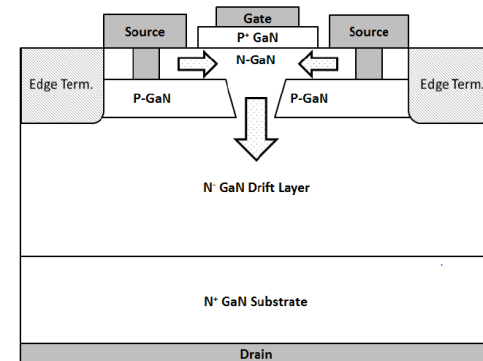 Gate
Source
P⁺ GaN
Source
N-GaN
Edge Term.
P-GaN
P-GaN
Edge Term.
N⁻ GaN Drift Layer
N⁺ GaN Substrate
Drain